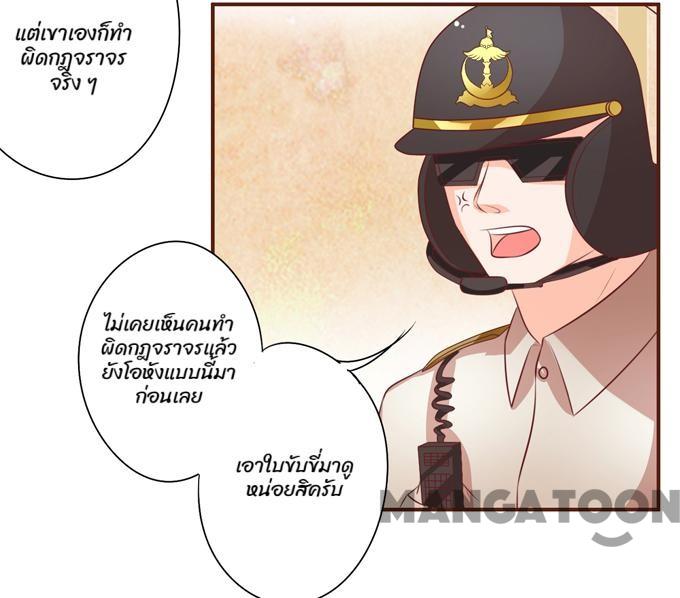 แต่เขาเองก็ทำ
ผิดกฎจราจร
จริง ๆ
ไม่เคยเห็นคนทำ
ผิดกฎจราจรแล้ว
ยังโอหังแบบนี้มา
ก่อนเลย
เอาใบขับขี่มาดู
หน่อยสิครับ
MANGATOON